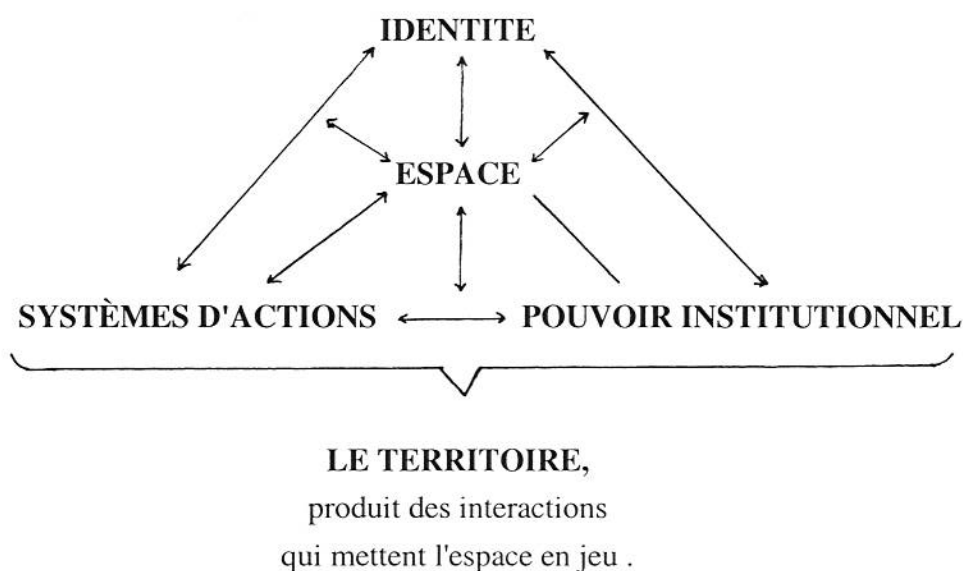 IDENTITE
ESPACE
SYSTÈMES D'ACTIONS POUVOIR INSTITUTIONNEL
LE TERRITOIRE,
produit des interactions
qui mettent l'espace en jeu .